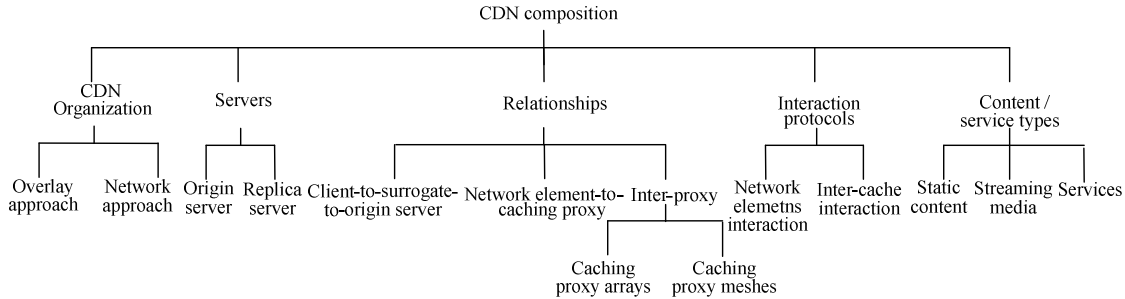 CDN composition
CDN
Organization
Servers
Relationships
Interaction
protocols
Content /
service types
Overlay
approach
Network
approach
Origin
server
Replica
server
Client-to-surrogate-
to-origin server
Network element-to-
caching proxy
Inter-proxy
Network
elemetns
interaction
Inter-cache
interaction
Static
content
Streaming
media
Services
Caching
proxy arrays
Caching
proxy meshes